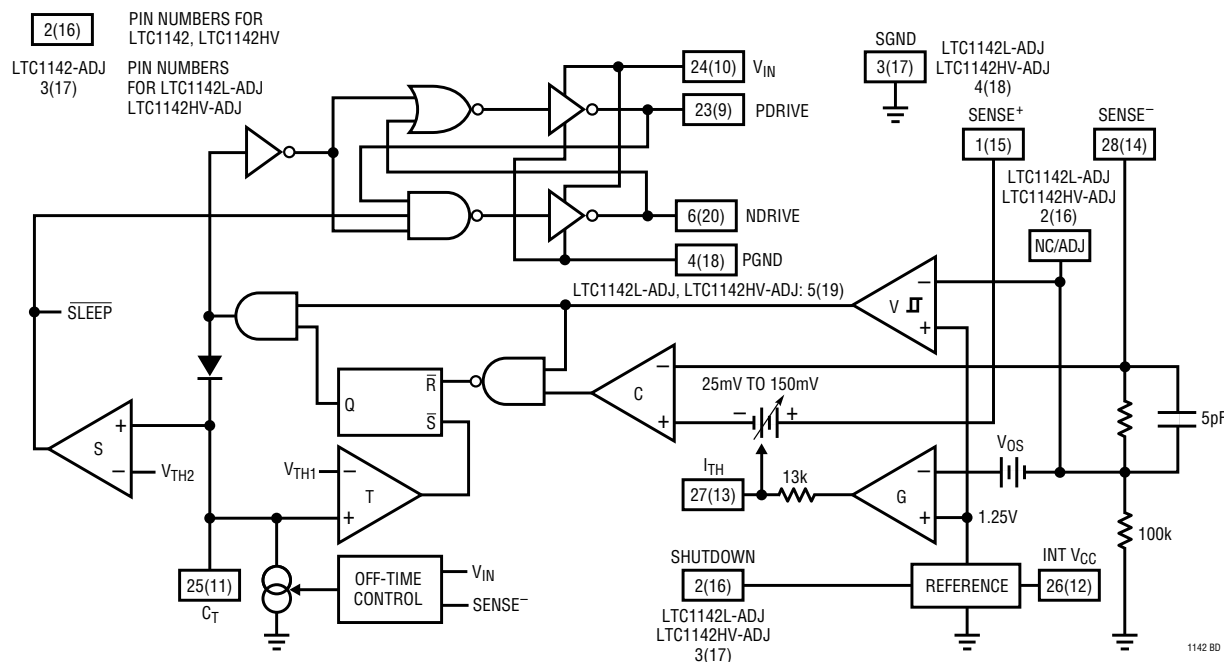 2(16)
PIN NUMBERS FOR
LTC1142, LTC1142HV
LTC1142-ADJ
3(17)
PIN NUMBERS
FOR LTC1142L-ADJ
LTC1142HV-ADJ
24(10)
VIN
23(9)
PDRIVE
6(20)
NDRIVE
4(18)
PGND
SGND
3(17)
LTC1142L-ADJ
LTC1142HV-ADJ
4(18)
SENSE+
1(15)
SENSE–
28(14)
LTC1142L-ADJ
LTC1142HV-ADJ
2(16)
NC/ADJ
LTC1142L-ADJ, LTC1142HV-ADJ: 5(19)
V
–
+
SLEEP
R
Q
S
C
–
+
25mV TO 150mV
–
+
5pF
S
+
–
VTH2
VTH1
–
T
+
ITH
27(13)
13k
G
–
+
VOS
1.25V
100k
25(11)
CT
OFF-TIME
CONTROL
VIN
SENSE–
SHUTDOWN
2(16)
LTC1142L-ADJ
LTC1142HV-ADJ
3(17)
REFERENCE
INT VCC
26(12)
1142 BD